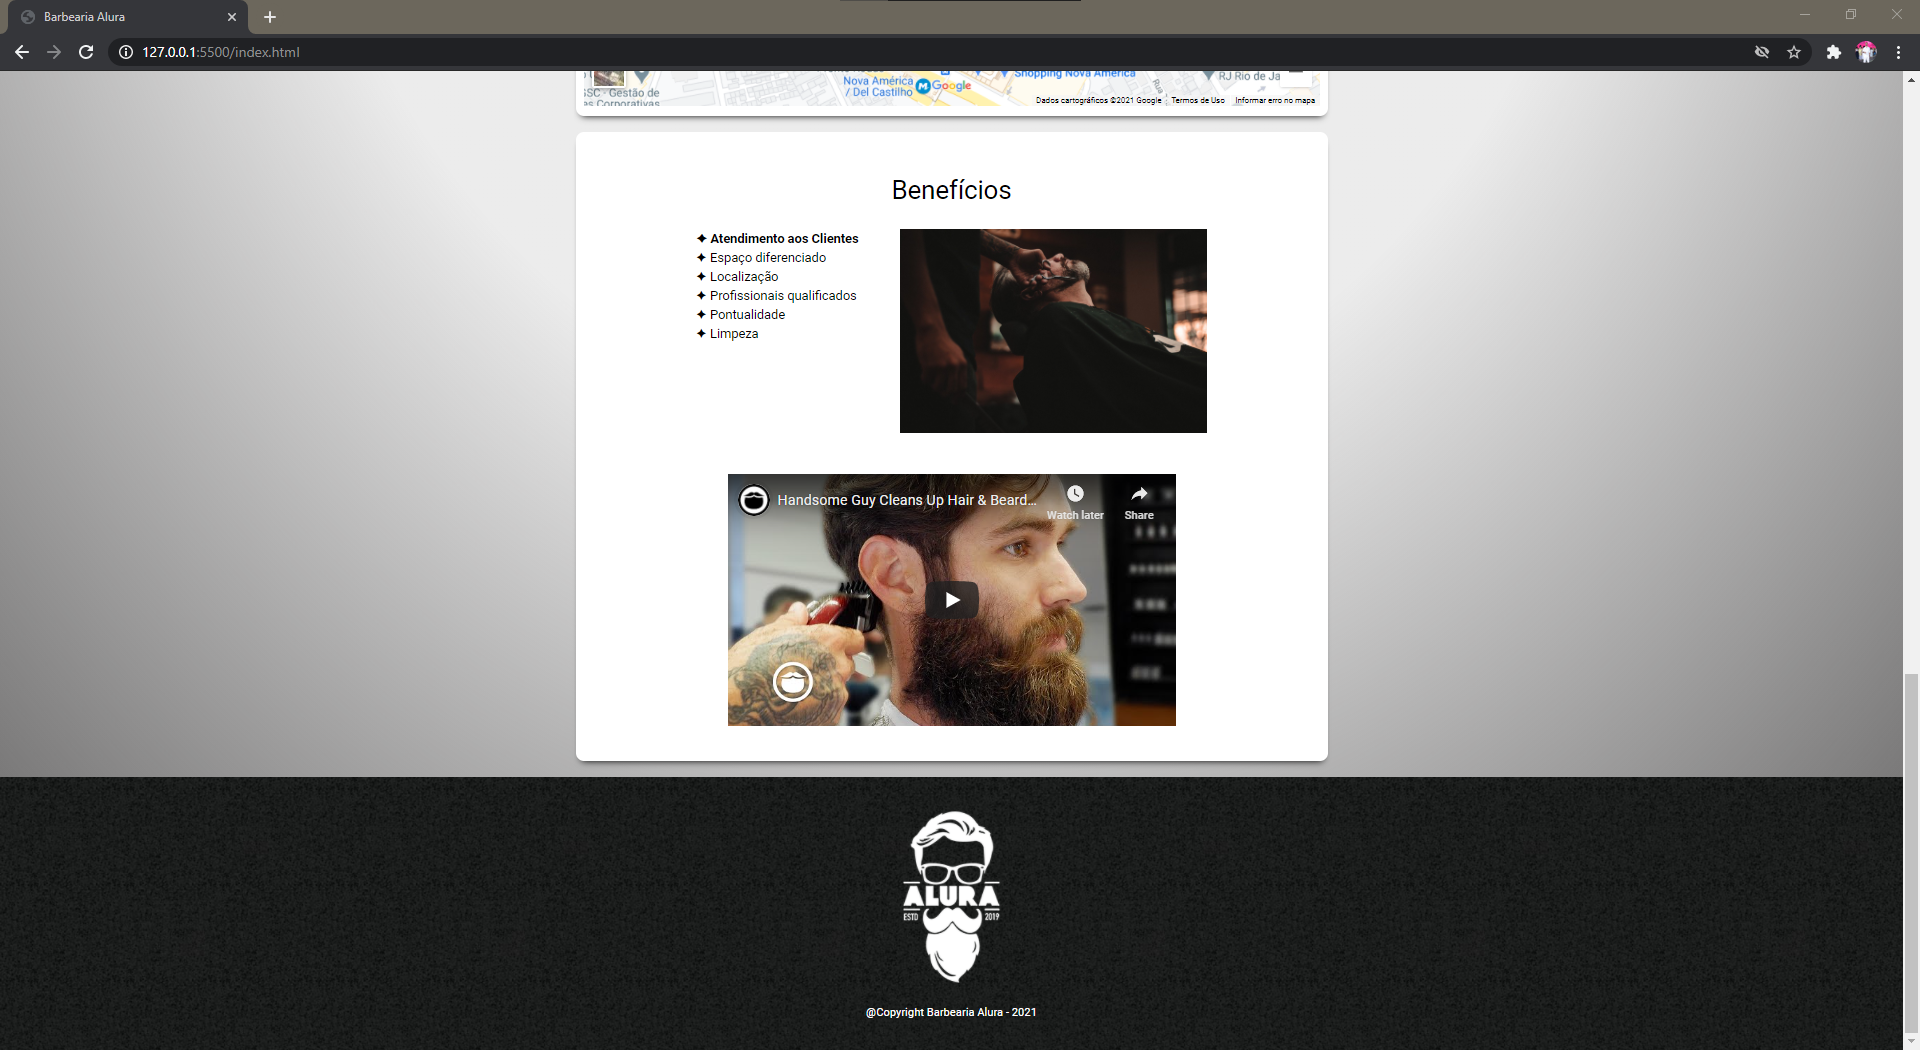 Barbearia Alura
127.0.0.1:5500/index.html
Shopping Nova América
RJ Rio de Ja
Nova América
/ Del Castilho
Google
GSC - Gestão de
es Corporativas
Dados cartográficos ©2021 Google
Termos de Uso
Informar erro no mapa
Benefícios
✦ Atendimento aos Clientes
✦ Espaço diferenciado
✦ Localização
✦ Profissionais qualificados
✦ Pontualidade
✦ Limpeza
Handsome Guy Cleans Up Hair & Beard...
Watch later
Share
ALURA
ESTD 2019
@Copyright Barbearia Alura - 2021